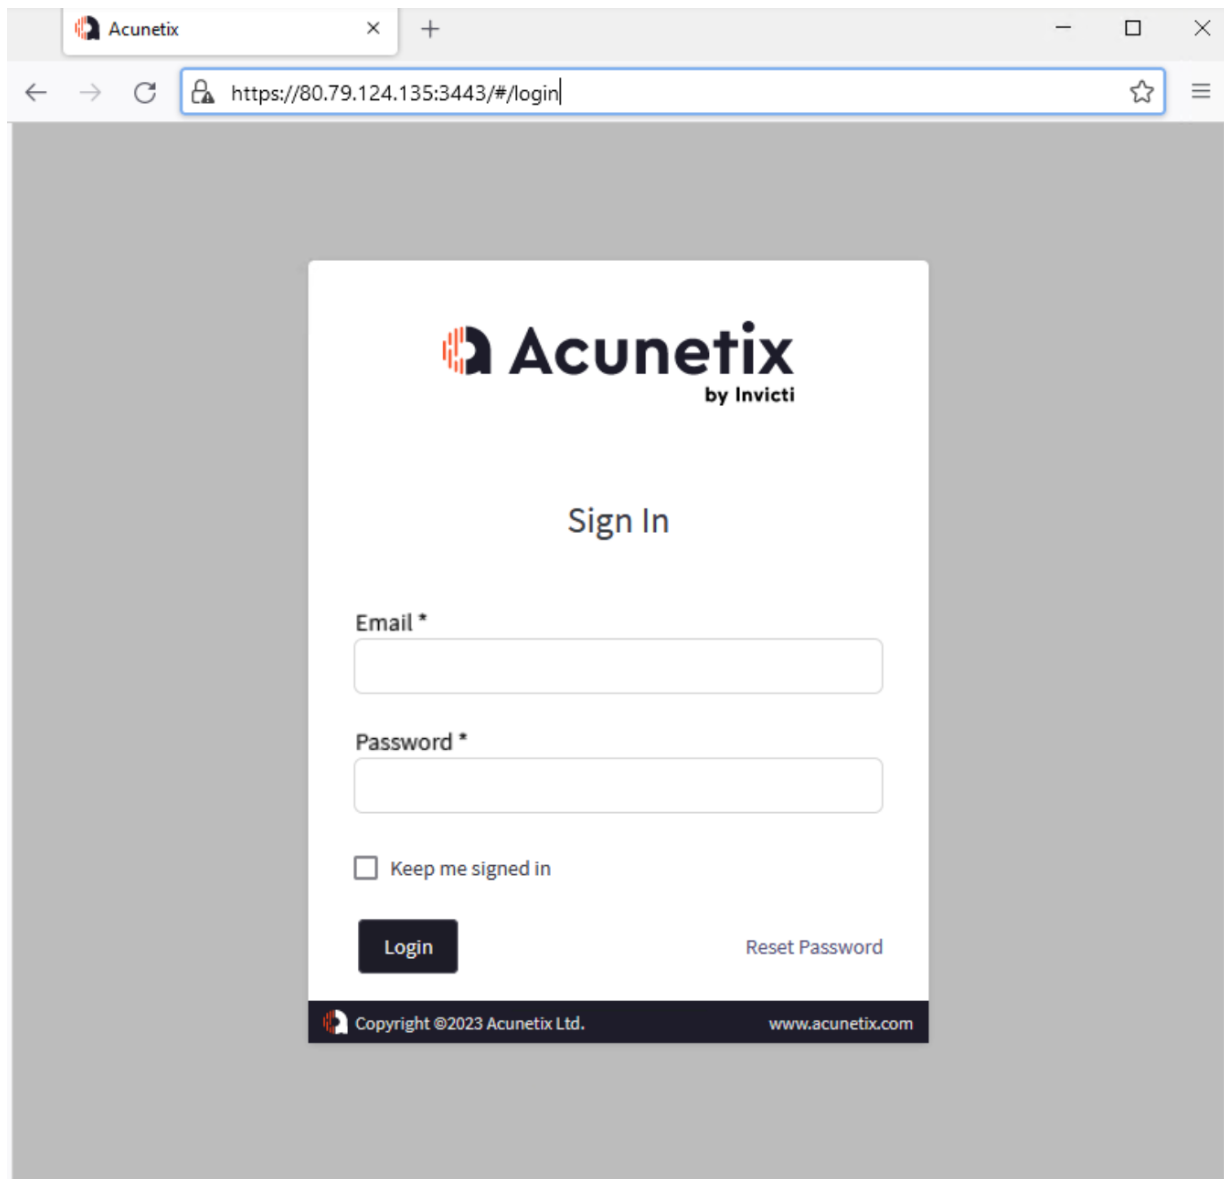 Acunetix
https://80.79.124.135:3443/#/login
Acunetix
by Invicti
Sign In
Email *
Password *
Keep me signed in
Login
Reset Password
Copyright ©2023 Acunetix Ltd.
www.acunetix.com